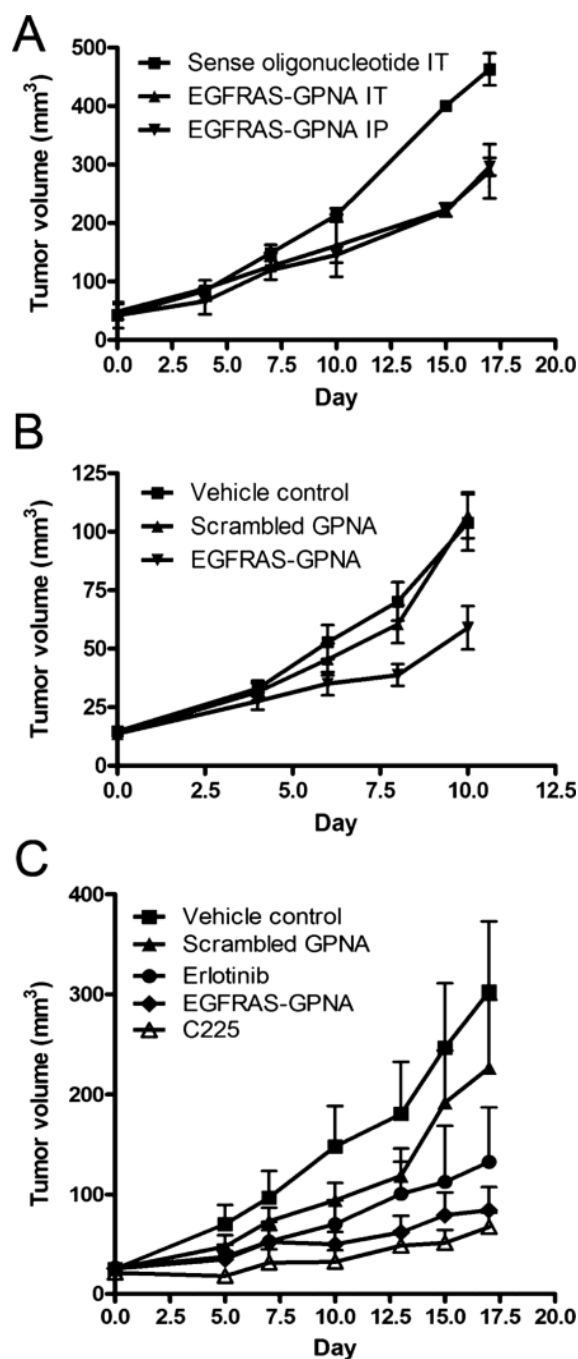 A
500
400
300
200
100
0
Tumor volume (mm³)
Sense oligonucleotide IT
EGFRAS-GPNA IT
EGFRAS-GPNA IP
0.0 2.5 5.0 7.5 10.0 12.5 15.0 17.5 20.0
Day
B
125
100
75
50
25
0
Tumor volume (mm³)
Vehicle control
Scrambled GPNA
EGFRAS-GPNA
0.0 2.5 5.0 7.5 10.0 12.5
Day
C
400
300
200
100
0
Tumor volume (mm³)
Vehicle control
Scrambled GPNA
Erlotinib
EGFRAS-GPNA
C225
0.0 2.5 5.0 7.5 10.0 12.5 15.0 17.5 20.0
Day